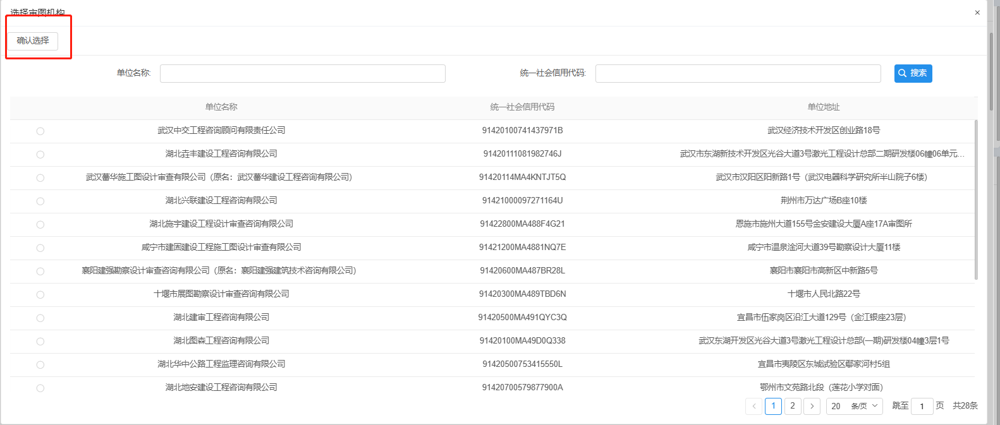 选择审图机构
×
确认选择
单位名称: 统一社会信用代码: 搜索
单位名称 统一社会信用代码 单位地址
武汉中交工程咨询顾问有限责任公司 91420100741437971B 武汉经济技术开发区创业路18号
湖北垚丰建设工程咨询有限公司 91420111081982746J 武汉市东湖新技术开发区光谷大道3号激光工程设计总部二期研发楼06幢06单元...
武汉蕃华施工图设计审查有限公司（原名：武汉蕃华建设工程咨询有限公司） 91420114MA4KNTJT5Q 武汉市汉阳区阳新路1号（武汉电器科学研究所半山院子6楼）
湖北兴联建设工程咨询有限公司 91421000097271164U 荆州市万达广场B座10楼
湖北施宇建设工程设计审查咨询有限公司 91422800MA488F4G21 恩施市施州大道155号金安建设大厦A座17A审图所
咸宁市建固建设工程施工图设计审查有限公司 91421200MA4881NQ7E 咸宁市温泉淦河大道39号勘察设计大厦11楼
襄阳建强勘察设计审查咨询有限公司（原名：襄阳建强建筑技术咨询有限公司） 91420600MA487BR28L 襄阳市襄阳市高新区中新路5号
十堰市展图勘察设计审查咨询有限公司 91420300MA489TBD6N 十堰市人民北路22号
湖北建审工程咨询有限公司 91420500MA491QYC3Q 宜昌市伍家岗区沿江大道129号（金江银座23层）
湖北图森工程咨询有限公司 91420100MA49D0Q338 武汉东湖开发区光谷大道3号激光工程设计总部(一期)研发楼04幢3层1号
湖北华中公路工程监理咨询有限公司 91420500753415550L 宜昌市夷陵区东城试验区鄢家河村5组
湖北地安建设工程咨询有限公司 91420700579877900A 鄂州市文苑路北段（莲花小学对面）
1 2 20 条/页 跳至 1 页 共28条